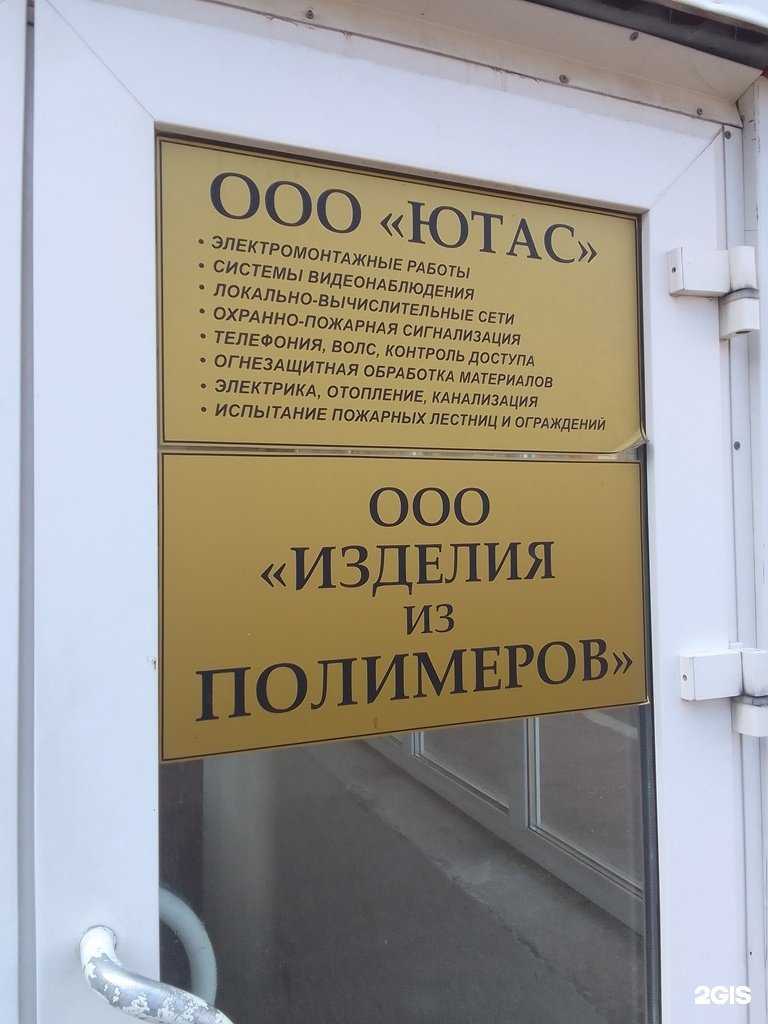 ООО «ЮТАС»
• ЭЛЕКТРОМОНТАЖНЫЕ РАБОТЫ
• СИСТЕМЫ ВИДЕОНАБЛЮДЕНИЯ
• ЛОКАЛЬНО-ВЫЧИСЛИТЕЛЬНЫЕ СЕТИ
• ОХРАННО-ПОЖАРНАЯ СИГНАЛИЗАЦИЯ
• ТЕЛЕФОНИЯ, ВОЛС, КОНТРОЛЬ ДОСТУПА
• ОГНЕЗАЩИТНАЯ ОБРАБОТКА МАТЕРИАЛОВ
• ЭЛЕКТРИКА, ОТОПЛЕНИЕ, КАНАЛИЗАЦИЯ
• ИСПЫТАНИЕ ПОЖАРНЫХ ЛЕСТНИЦ И ОГРАЖДЕНИЙ
ООО
«ИЗДЕЛИЯ
ИЗ
ПОЛИМЕРОВ»
2GIS